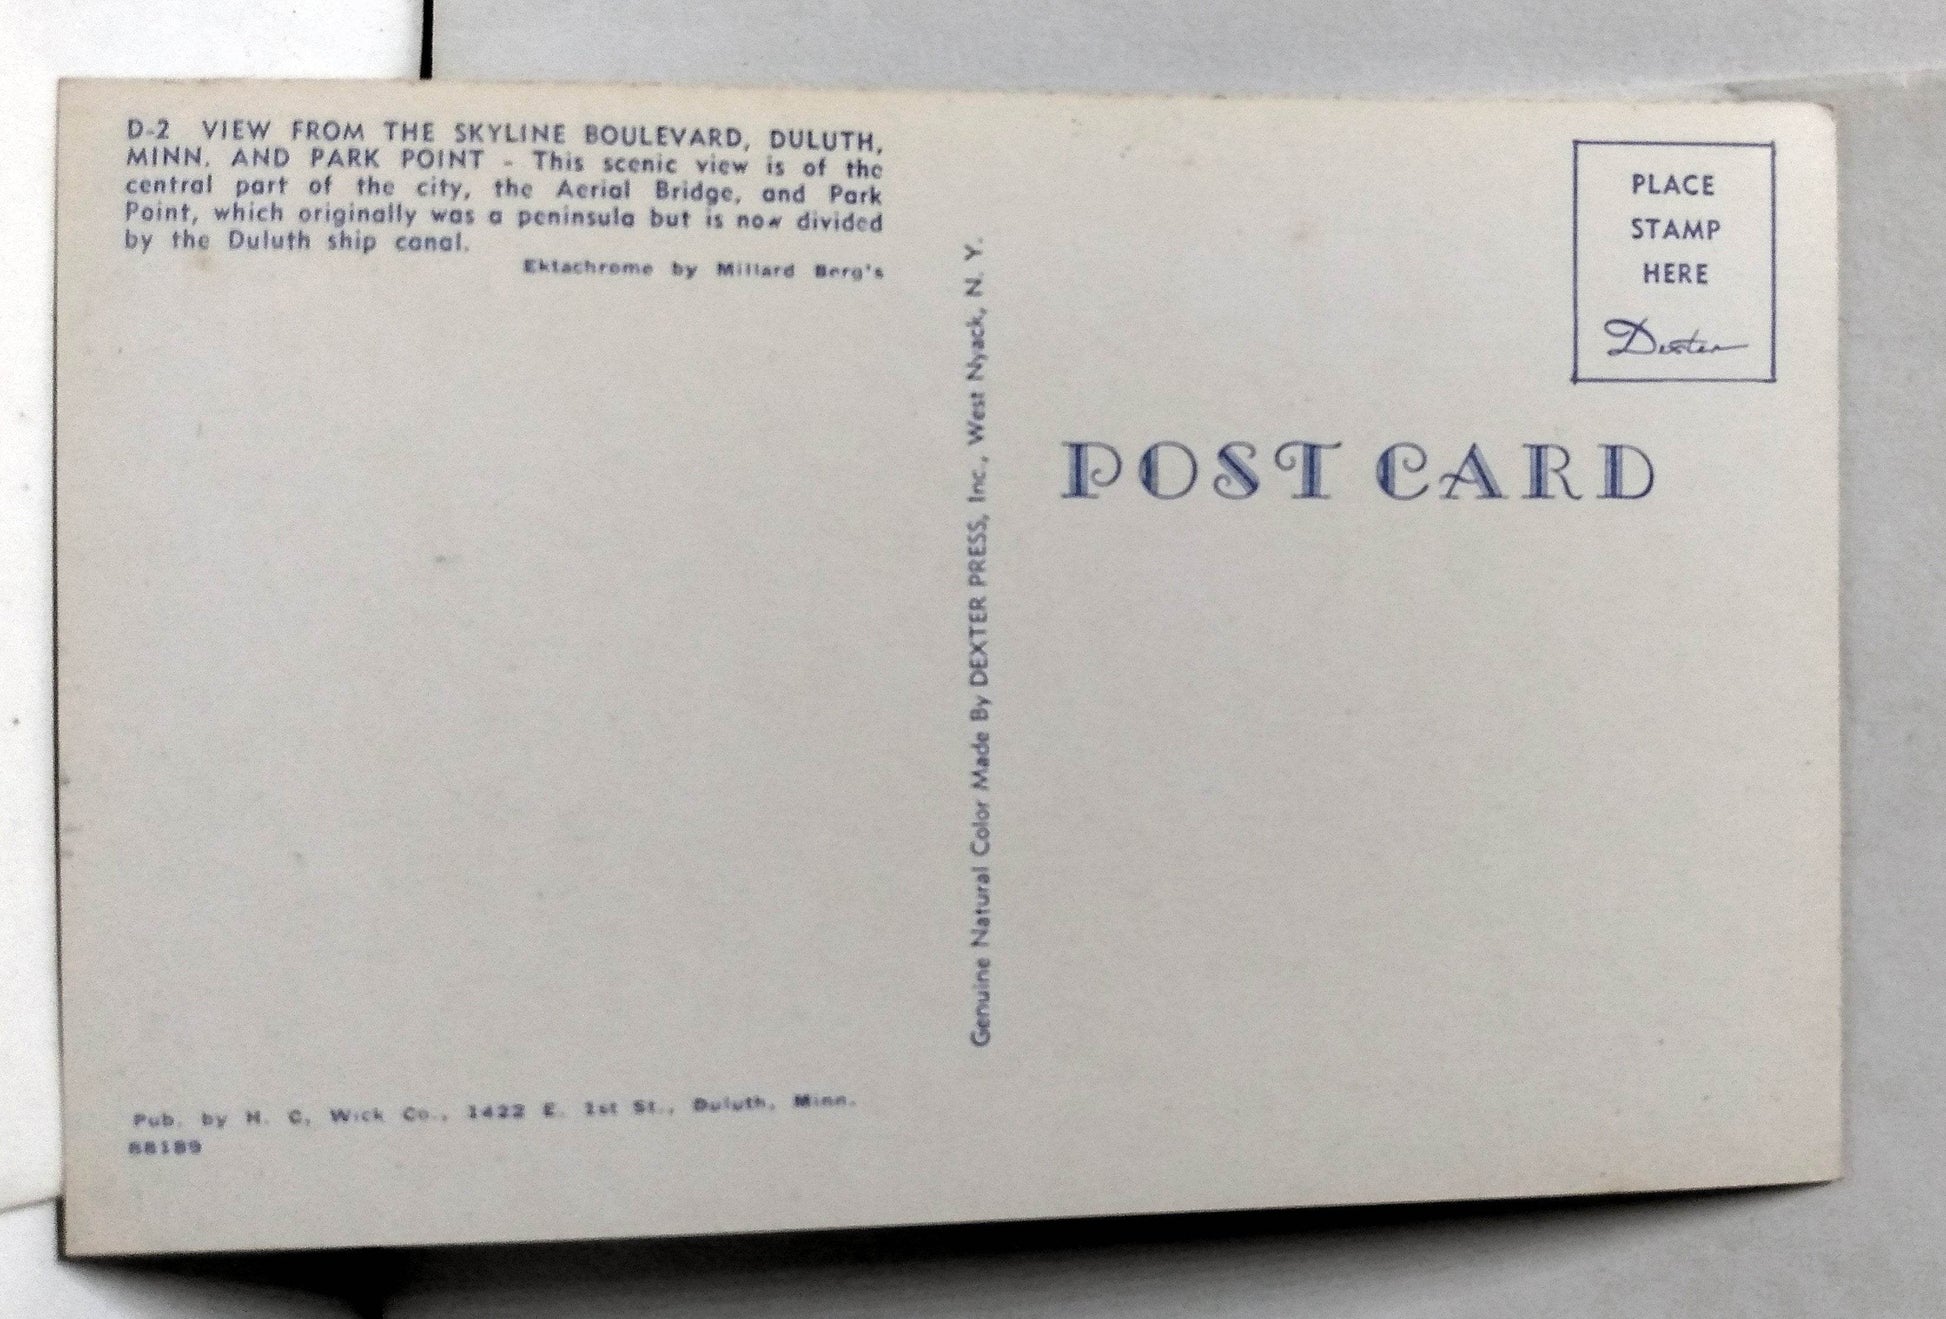 D-2 VIEW FROM THE SKYLINE BOULEVARD, DULUTH,
MINN. AND PARK POINT - This scenic view is of the
central part of the city, the Aerial Bridge, and Park
Point, which originally was a peninsula but is now divided
by the Duluth ship canal.
Ektachrome by Millard Berg's
Pub. by H. C. Wick Co., 1422 E. 1st St., Duluth, Minn.
Genuine Natural Color Made By DEXTER PRESS, Inc., West Nyack, N. Y.
PLACE
STAMP
HERE
Dexter
POST CARD